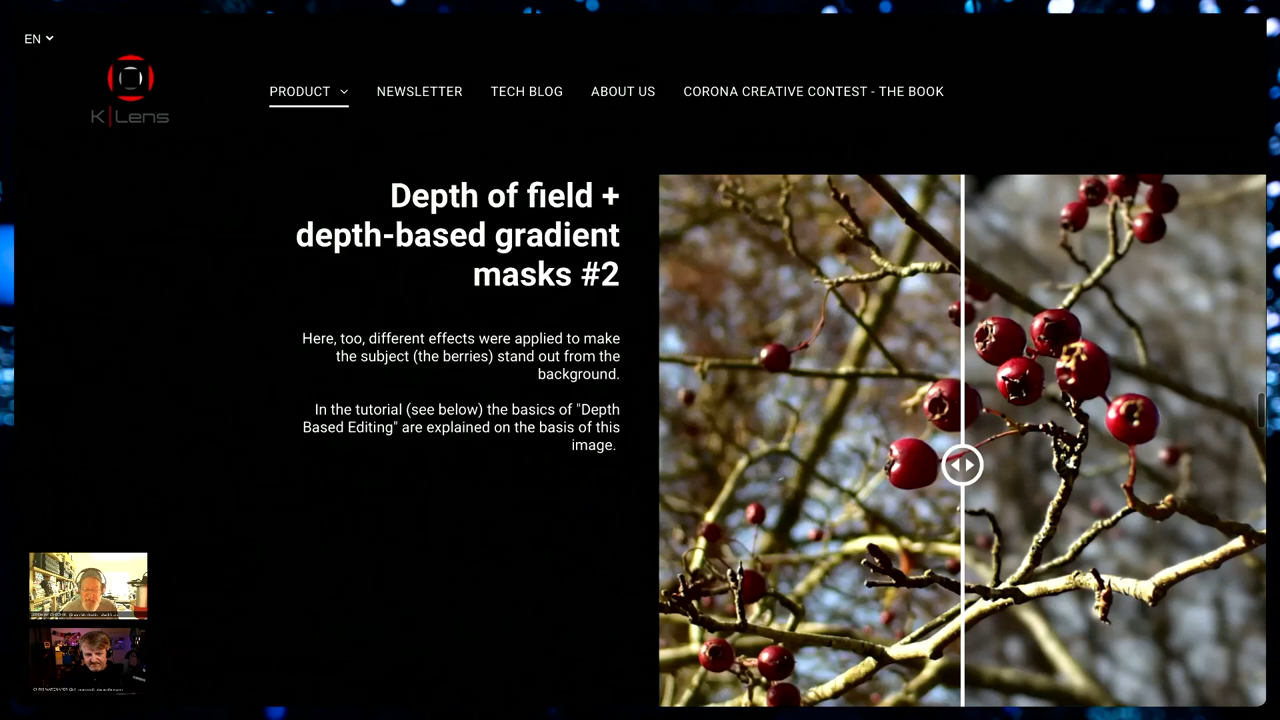 EN
K|Lens
PRODUCT
NEWSLETTER
TECH BLOG
ABOUT US
CORONA CREATIVE CONTEST - THE BOOK
Depth of field +
depth-based gradient
masks #2
Here, too, different effects were applied to make
the subject (the berries) stand out from the
background.
In the tutorial (see below) the basics of "Depth
Based Editing" are explained on the basis of this
image.